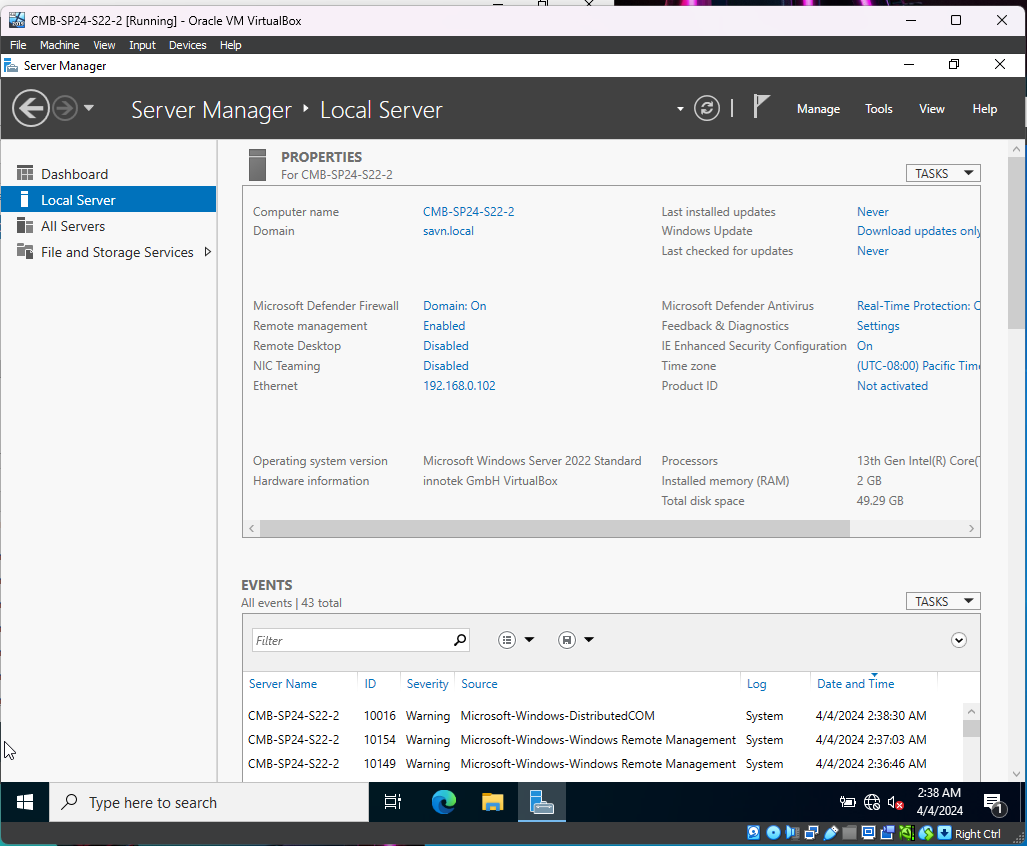 CMB-SP24-S22-2 [Running] - Oracle VM VirtualBox
File Machine View Input Devices Help
Server Manager
Server Manager Local Server
Manage Tools View Help
Dashboard
Local Server
All Servers
File and Storage Services
PROPERTIES
For CMB-SP24-S22-2
TASKS
Computer name CMB-SP24-S22-2 Last installed updates Never
Domain savn.local Windows Update Download updates only
Last checked for updates Never
Microsoft Defender Firewall Domain: On Microsoft Defender Antivirus Real-Time Protection:
Remote management Enabled Feedback & Diagnostics Settings
Remote Desktop Disabled IE Enhanced Security Configuration On
NIC Teaming Disabled Time zone (UTC-08:00) Pacific Time
Ethernet 192.168.0.102 Product ID Not activated
Operating system version Microsoft Windows Server 2022 Standard Processors 13th Gen Intel(R) Core(
Hardware information innotek GmbH VirtualBox Installed memory (RAM) 2 GB
Total disk space 49.29 GB
EVENTS
All events | 43 total
TASKS
Filter
Server Name ID Severity Source Log Date and Time
CMB-SP24-S22-2 10016 Warning Microsoft-Windows-DistributedCOM System 4/4/2024 2:38:30 AM
CMB-SP24-S22-2 10154 Warning Microsoft-Windows-Windows Remote Management System 4/4/2024 2:37:03 AM
CMB-SP24-S22-2 10149 Warning Microsoft-Windows-Windows Remote Management System 4/4/2024 2:36:46 AM
Type here to search
2:38 AM
4/4/2024
1
Right Ctrl